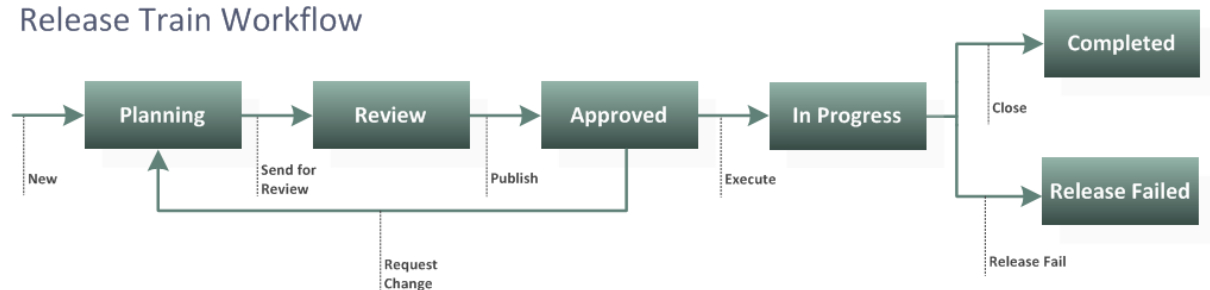 Release Train Workflow
Planning
Review
Approved
In Progress
Completed
Release Failed
New
Send for
Review
Publish
Execute
Close
Request
Change
Release Fail